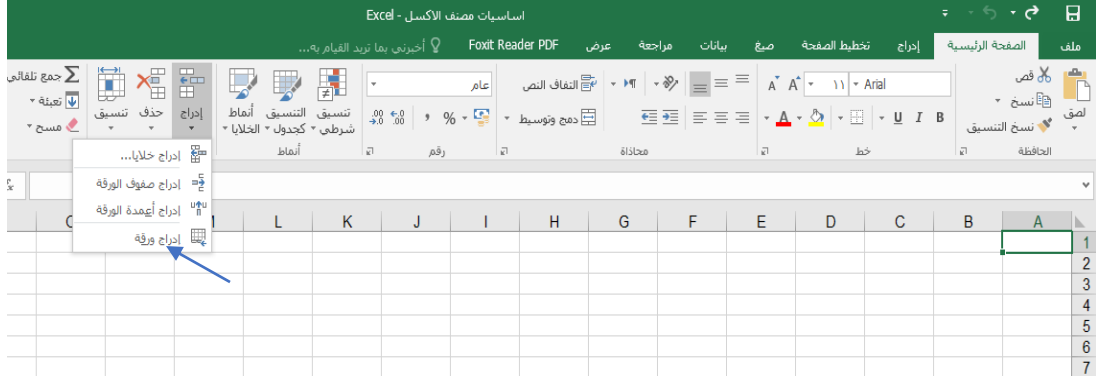 اساسيات مصنف الاكسل - Excel
ملف الصفحة الرئيسية إدراج تخطيط الصفحة صيغ بيانات مراجعة عرض Foxit Reader PDF أخبرني بما تريد القيام به...
قص
نسخ
نسخ التنسيق
لصق
الحافظة
Arial ١١ A A
B I U A
خط
التفاف النص
دمج وتوسيط
محاذاة
عام
% ,
رقم
تنسيق شرطي
التنسيق كجدول
أنماط الخلايا
أنماط
إدراج
حذف
تنسيق
جمع تلقائي
تعبئة
مسح
إدراج خلايا...
إدراج صفوف الورقة
إدراج أعمدة الورقة
إدراج ورقة
fx
A B C D E F G H I J K L
1
2
3
4
5
6
7